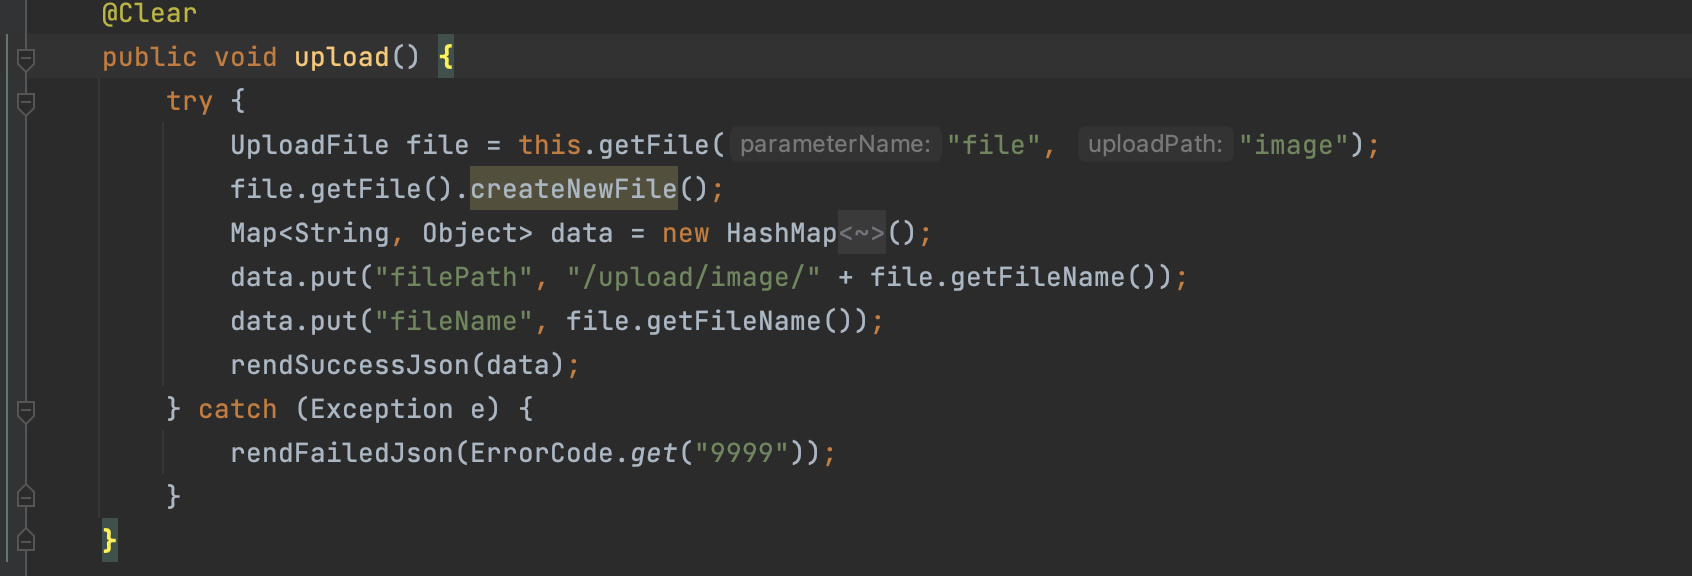 @Clear
public void upload() {
try {
UploadFile file = this.getFile( parameterName: "file", uploadPath: "image");
file.getFile().createNewFile();
Map<String, Object> data = new HashMap<~>();
data.put("filePath", "/upload/image/" + file.getFileName());
data.put("fileName", file.getFileName());
rendSuccessJson(data);
} catch (Exception e) {
rendFailedJson(ErrorCode.get("9999"));
}
}